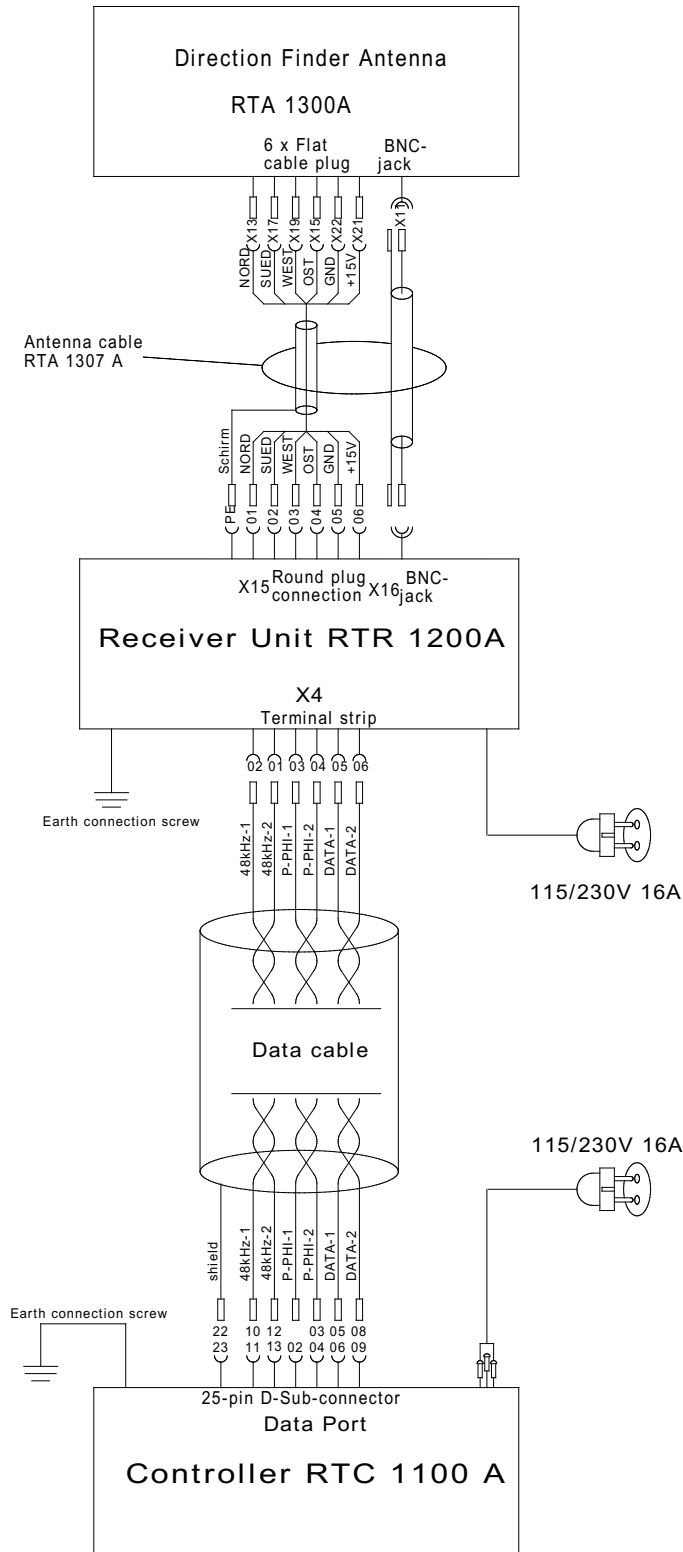 Direction Finder Antenna
RTA 1300A
6 x Flat
cable plug
BNC-
jack
X13
X17
X19
X15
X22
X21
X11
NORD
SUED
WEST
OST
GND
+15V
Antenna cable
RTA 1307 A
Schirm
NORD
SUED
WEST
OST
GND
+15V
PE
01
02
03
04
05
06
X15
Round plug
connection
X16
BNC-
jack
Receiver Unit RTR 1200A
X4
Terminal strip
02
01
03
04
05
06
Earth connection screw
48kHz-1
48kHz-2
P-PHI-1
P-PHI-2
DATA-1
DATA-2
115/230V 16A
Data cable
115/230V 16A
shield
48kHz-1
48kHz-2
P-PHI-1
P-PHI-2
DATA-1
DATA-2
Earth connection screw
22 10 12 03 05 08
23 11 13 02 04 06 09
25-pin D-Sub-connector
Data Port
Controller RTC 1100 A